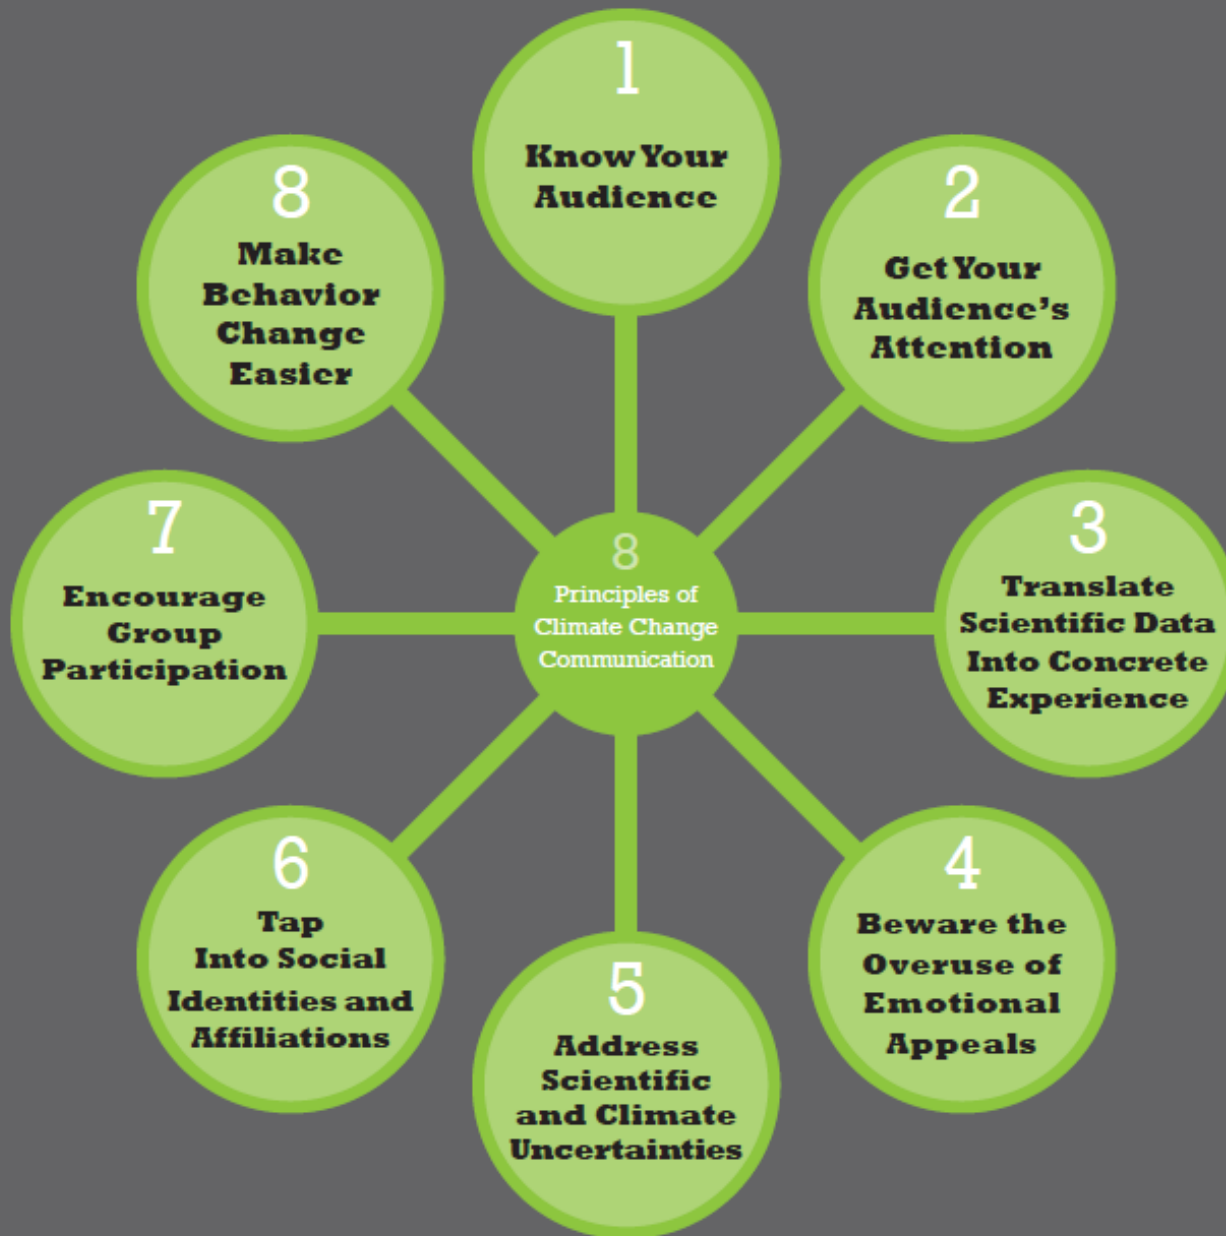 1
Know Your
Audience
2
Get Your
Audience's
Attention
3
Translate
Scientific Data
Into Concrete
Experience
4
Beware the
Overuse of
Emotional
Appeals
5
Address
Scientific
and Climate
Uncertainties
6
Tap
Into Social
Identities and
Affiliations
7
Encourage
Group
Participation
8
Make
Behavior
Change
Easier
8
Principles of
Climate Change
Communication